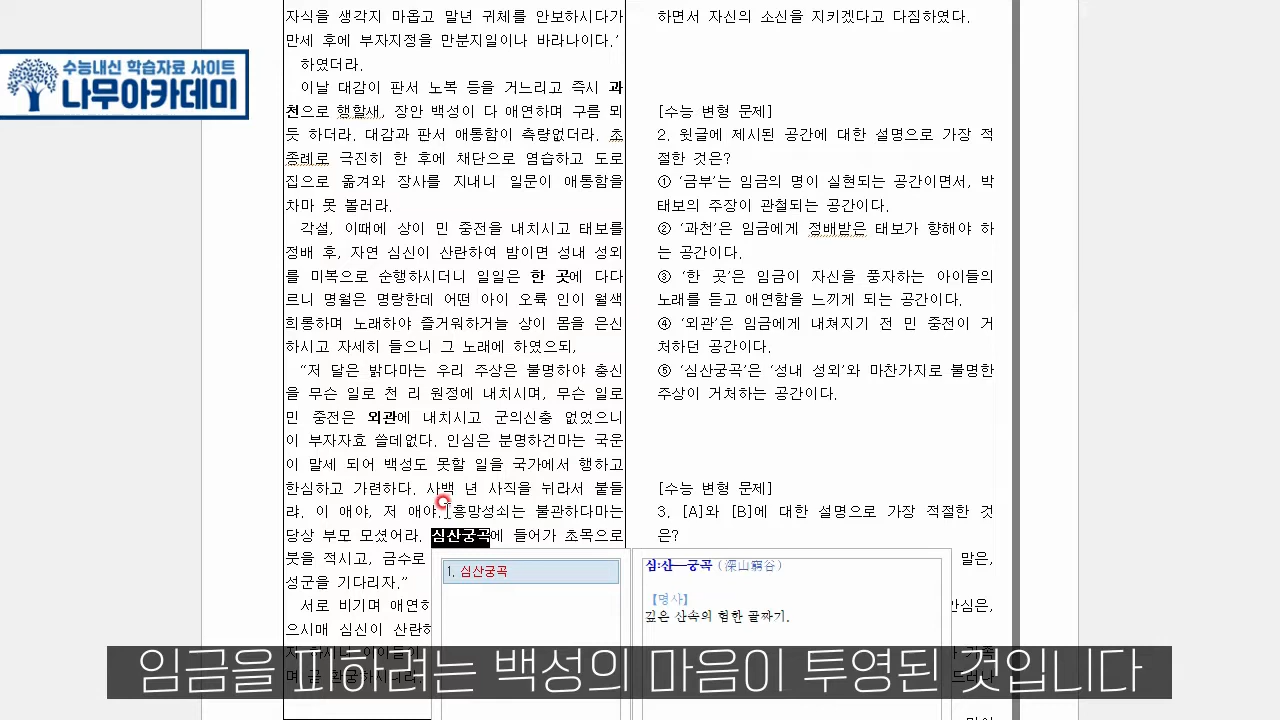 자식을 생각지 마옵고 말년 귀체를 안보하시다가
만세 후에 부자지정을 만분지일이나 바라나이다.’
하였더라.
이날 대감이 판서 노복 등을 거느리고 즉시 과
천으로 행할새, 장안 백성이 다 애연하며 구름 뫼
듯 하더라. 대감과 판서 애통함이 측량없더라. 초
종례로 극진히 한 후에 채단으로 염습하고 도로
집으로 옮겨와 장사를 지내니 일문이 애통함을
차마 못 볼러라.
각설, 이때에 상이 민 중전을 내치시고 태보를
정배 후, 자연 심신이 산란하여 밤이면 성내 성외
를 미복으로 순행하시더니 일일은 한 곳에 다다
르니 명월은 명랑한데 어떤 아이 오륙 인이 월색
희롱하며 노래하야 즐거워하거늘 상이 몸을 은신
하시고 자세히 들으니 그 노래에 하였으되,
“저 달은 밝다마는 우리 주상은 불명하야 충신
을 무슨 일로 천 리 원정에 내치시며, 무슨 일로
민 중전은 외관에 내치시고 군의신충 없었으니
이 부자자효 쓸데없다. 인심은 분명하건마는 국운
이 말세 되어 백성도 못할 일을 국가에서 행하고
한심하고 가련하다. 사백 년 사직을 뉘라서 붙들
랴. 이 애야, 저 애야, 흥망성쇠는 불관하다마는
당상 부모 모셨어라. 심산궁곡에 들어가 초목으로
붓을 적시고, 금수로
성군을 기다리자.”
서로 비기며 애연히
으시매 심신이 산란히
수능내신 학습자료 사이트
나무아카데미
하면서 자신의 소신을 지키겠다고 다짐하였다.
[수능 변형 문제]
2. 윗글에 제시된 공간에 대한 설명으로 가장 적
절한 것은?
① ‘금부’는 임금의 명이 실현되는 공간이면서, 박
태보의 주장이 관철되는 공간이다.
② ‘과천’은 임금에게 정배받은 태보가 향해야 하
는 공간이다.
③ ‘한 곳’은 임금이 자신을 풍자하는 아이들의
노래를 듣고 애연함을 느끼게 되는 공간이다.
④ ‘외관’은 임금에게 내쳐지기 전 민 중전이 거
처하던 공간이다.
⑤ ‘심산궁곡’은 ‘성내 성외’와 마찬가지로 불명한
주상이 거처하는 공간이다.
[수능 변형 문제]
3. [A]와 [B]에 대한 설명으로 가장 적절한 것
은?
말은,
1. 심산궁곡
심:산―궁곡 (深山窮谷)
【명사】
깊은 산속의 험한 골짜기.
임금을 피하려는 백성의 마음이 투영된 것입니다